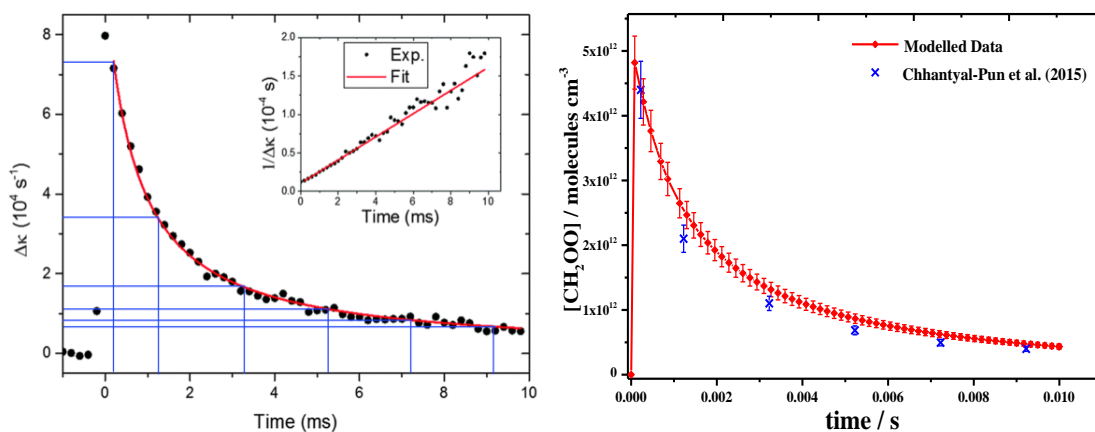 8
6
4
2
0
Δκ (10⁴ s⁻¹)
0
2
4
6
8
10
Time (ms)
Exp.
Fit
2.0
1.5
1.0
0.5
0.0
1/Δκ (10⁻⁴ s)
0
2
4
6
8
10
Time (ms)
5x10¹²
4x10¹²
3x10¹²
2x10¹²
1x10¹²
0
[CH₂OO] / molecules cm⁻³
Modelled Data
Chhantyal-Pun et al. (2015)
0.000
0.002
0.004
0.006
0.008
0.010
time / s